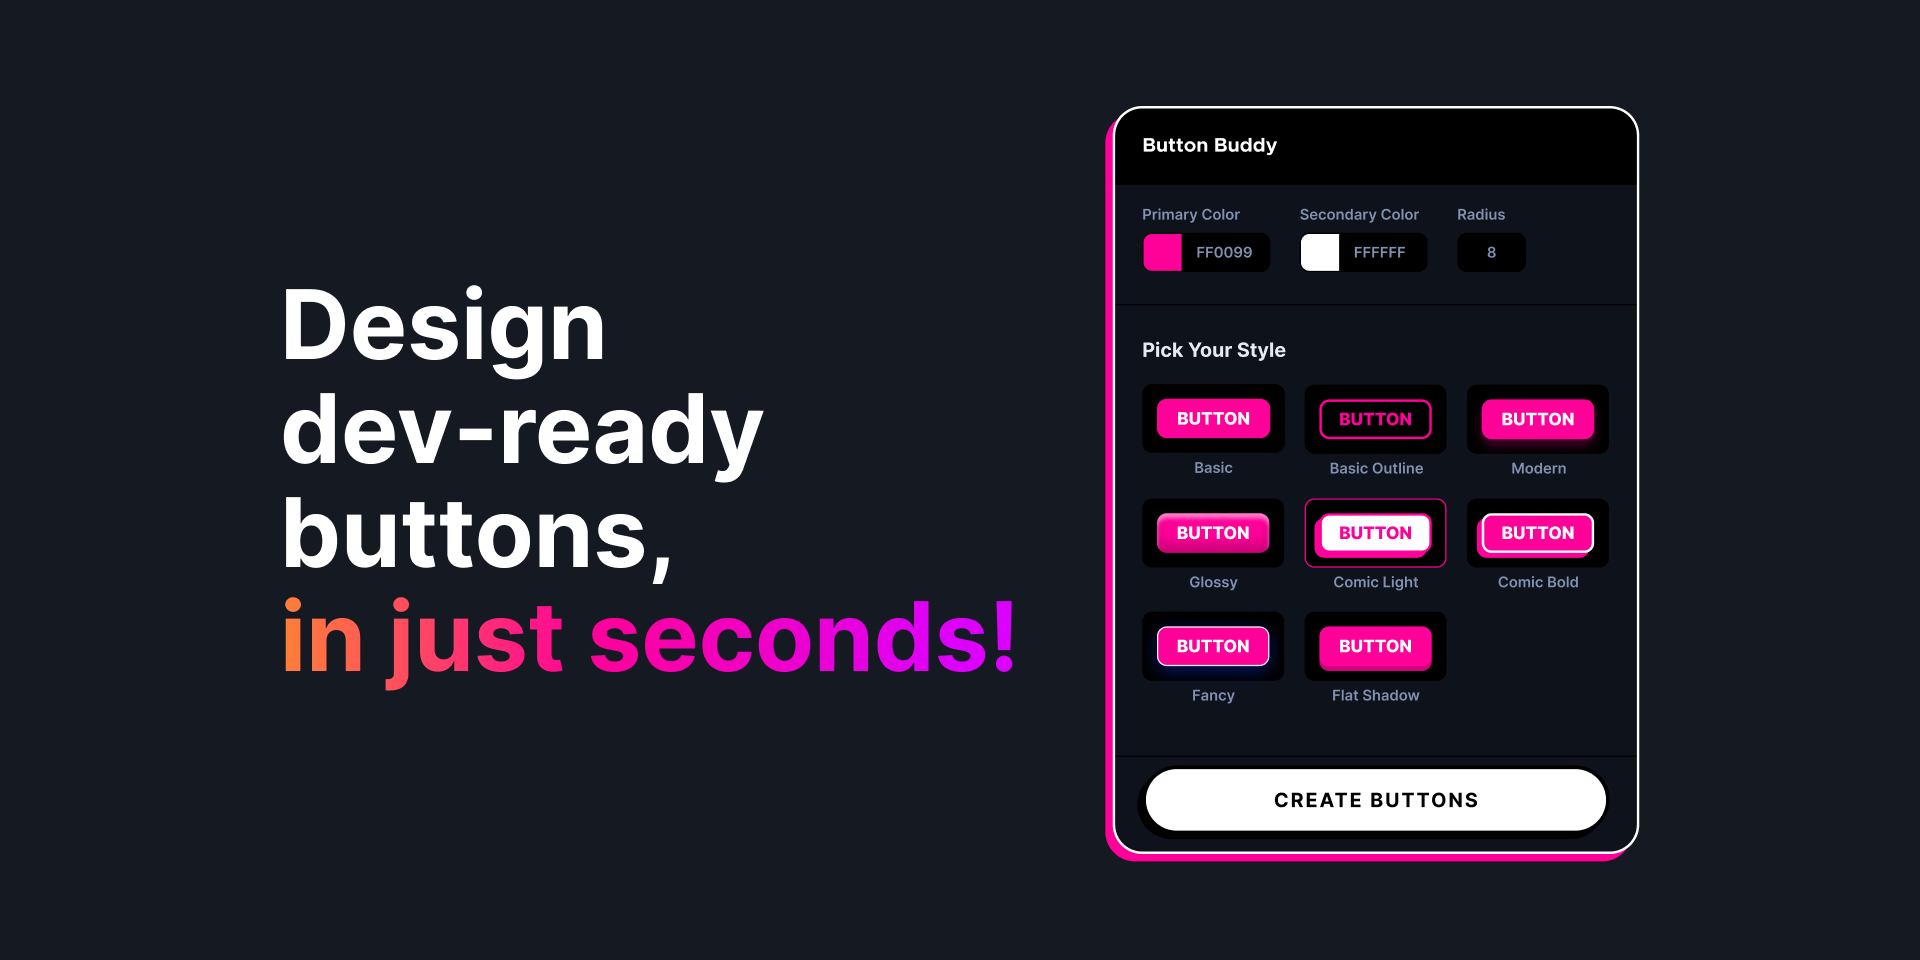 Design
dev-ready
buttons,
in just seconds!
Button Buddy
Primary Color Secondary Color Radius
FF0099 FFFFFF 8
Pick Your Style
BUTTON BUTTON BUTTON
Basic Basic Outline Modern
BUTTON BUTTON BUTTON
Glossy Comic Light Comic Bold
BUTTON BUTTON
Fancy Flat Shadow
CREATE BUTTONS